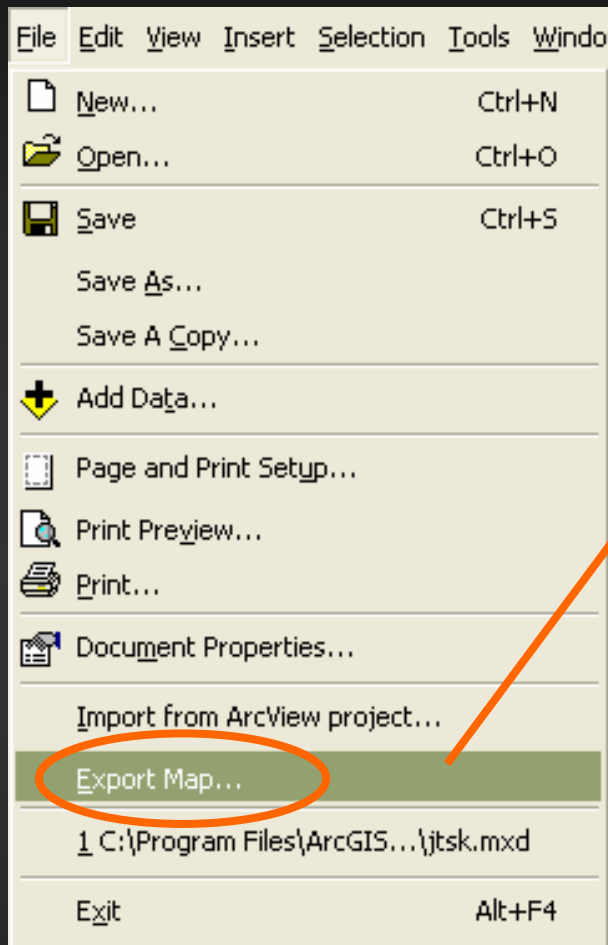 File Edit View Insert Selection Tools Windo
New... Ctrl+N
Open... Ctrl+O
Save Ctrl+S
Save As...
Save A Copy...
Add Data...
Page and Print Setup...
Print Preview...
Print...
Document Properties...
Import from ArcView project...
Export Map...
1 C:\Program Files\ArcGIS...\jtsk.mxd
Exit Alt+F4